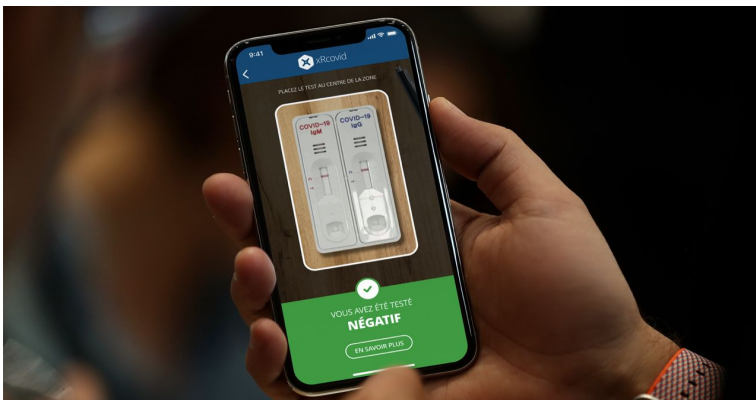 9:41
xRcovid
PLACEZ LE TEST AU CENTRE DE LA ZONE
COVID-19
IgM
COVID-19
IgG
VOUS AVEZ ÉTÉ TESTÉ
NÉGATIF
EN SAVOIR PLUS